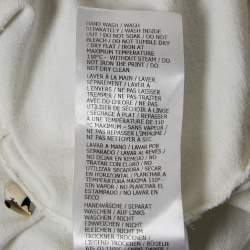 HAND WASH / WASH
SEPARATELY / WASH INSIDE
OUT / DO NOT SOAK / DO NOT
BLEACH / DO NOT TUMBLE DRY
/ DRY FLAT / IRON AT
MAXIMUM TEMPERATURE
110°C - WITHOUT STEAM / DO
NOT IRON THE PRINT / DO
NOT DRY CLEAN
LAVER À LA MAIN / LAVER
SÉPARÉMENT / LAVER À
L'ENVERS / NE PAS LAISSER
TREMPER / NE PAS TRAITER
AVEC DU CHLORE / NE PAS
UTILISER DE SÈCHE-LINGE
/ SÉCHAGE À PLAT /
REPASSER À TEMPÉRATURE DE 110
MAXIMUM - SANS VAPEUR
/ NE PAS REPASSER L'IMPRIMÉ
/ NE PAS NETTOYER À SEC
LAVAR A MANO / LAVAR POR
SEPARADO / LAVAR AL REVÉS /
NO DEJAR EN REMOJO /
NO TRATAR CON CLORO / NO
UTILIZAR SECADORA / SECAR
EN HORIZONTAL / PLANCHAR A
TEMPERATURA MÁXIMA 110°
SIN VAPOR / NO PLANCHAR EL
ESTAMPADO / NO LAVAR EN
SECO
HANDWÄSCHE / SEPARAT
WASCHEN / AUF LINKS
WASCHEN / NICHT
EINWEICHEN / NICHT
BLEICHEN / NICHT IM
TROCKNER TROCKNEN /
LIEGEND TROCKNEN /